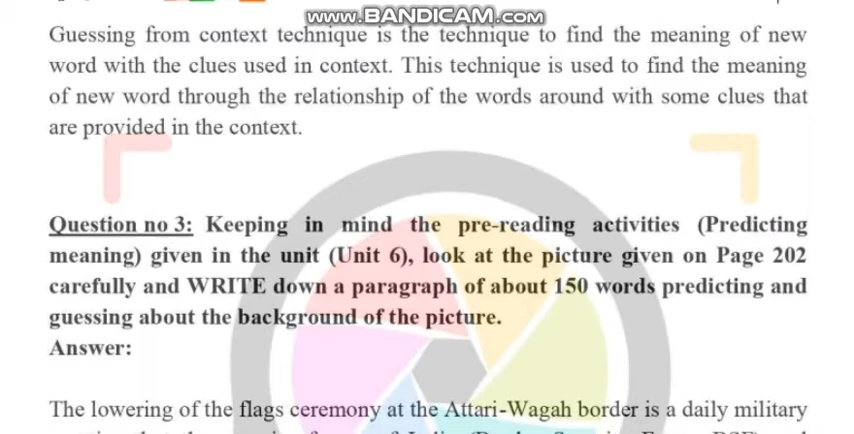 www.BANDICAM.com
Guessing from context technique is the technique to find the meaning of new
word with the clues used in context. This technique is used to find the meaning
of new word through the relationship of the words around with some clues that
are provided in the context.
Question no 3: Keeping in mind the pre-reading activities (Predicting
meaning) given in the unit (Unit 6), look at the picture given on Page 202
carefully and WRITE down a paragraph of about 150 words predicting and
guessing about the background of the picture.
Answer:
The lowering of the flags ceremony at the Attari-Wagah border is a daily military